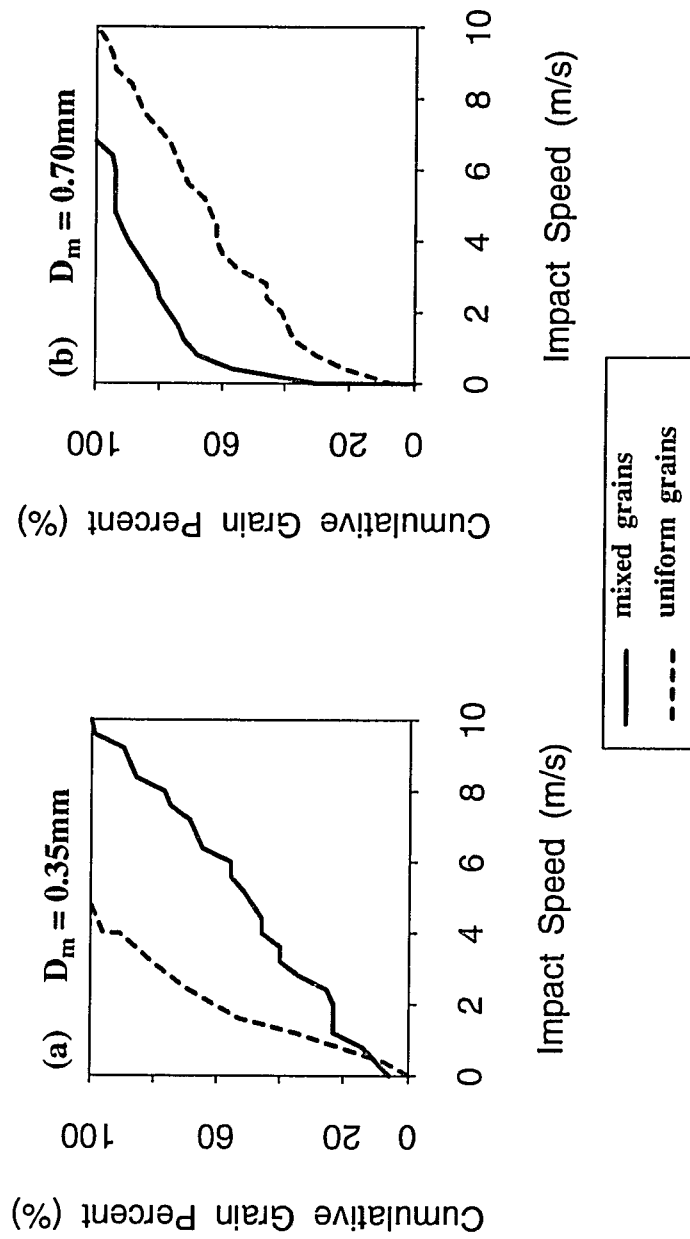 (a) D_m = 0.35mm
Cumulative Grain Percent (%)
100
60
20
0
0 2 4 6 8 10
Impact Speed (m/s)
(b) D_m = 0.70mm
Cumulative Grain Percent (%)
100
60
20
0
0 2 4 6 8 10
Impact Speed (m/s)
mixed grains
uniform grains